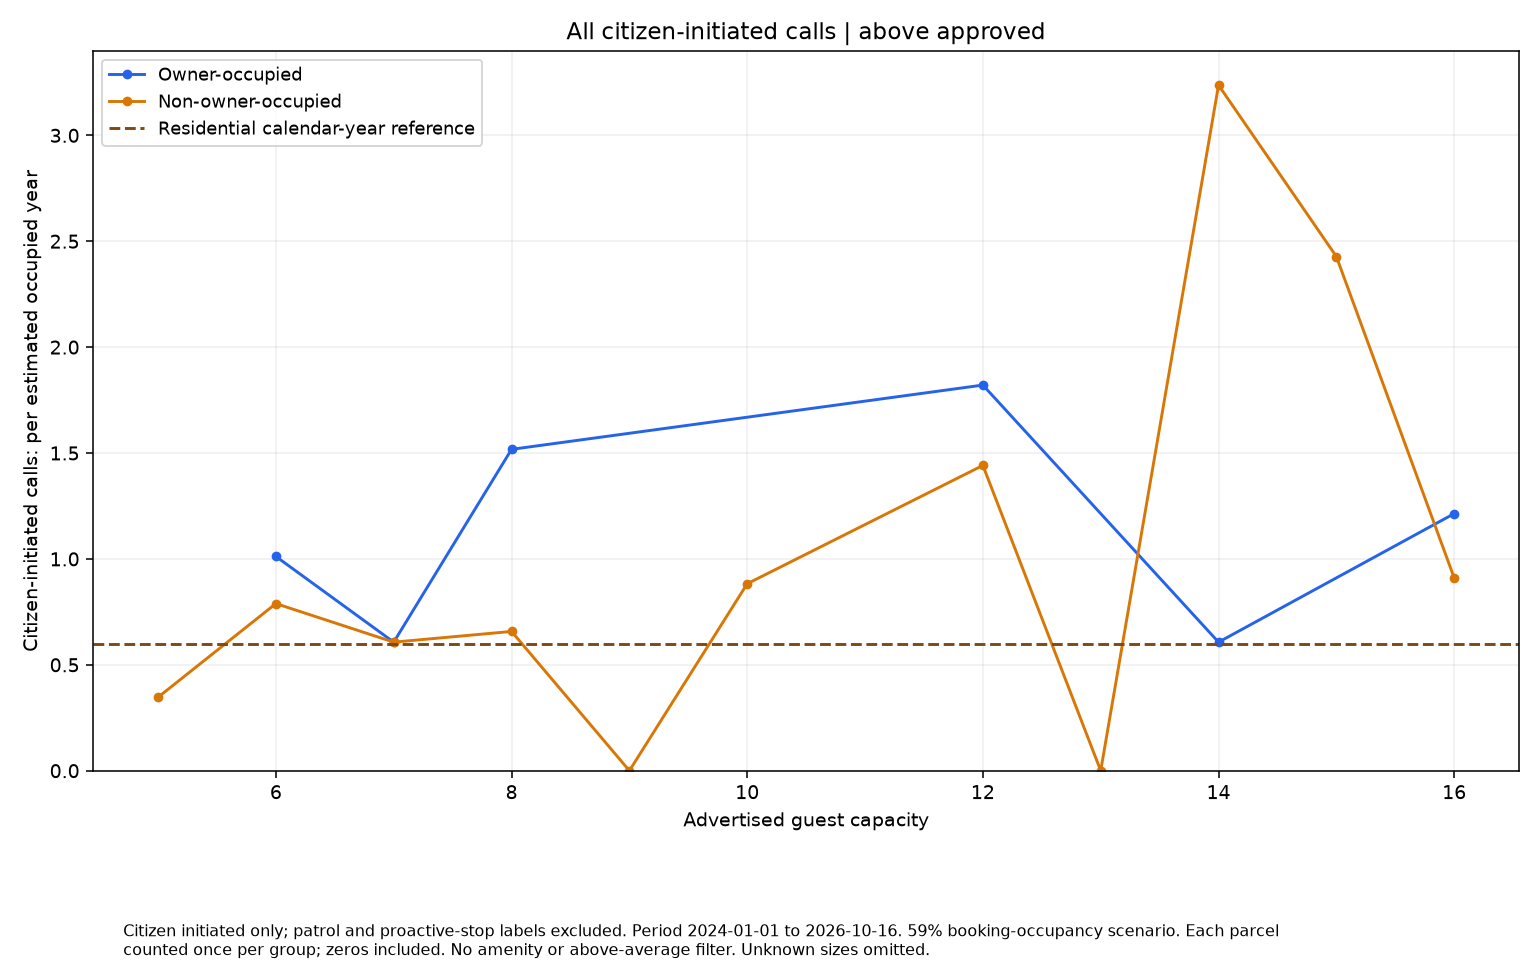 All citizen-initiated calls | above approved
Owner-occupied
Non-owner-occupied
Residential calendar-year reference
Citizen-initiated calls: per estimated occupied year
3.0
2.5
2.0
1.5
1.0
0.5
0.0
6 8 10 12 14 16
Advertised guest capacity
Citizen initiated only; patrol and proactive-stop labels excluded. Period 2024-01-01 to 2026-10-16. 59% booking-occupancy scenario. Each parcel
counted once per group; zeros included. No amenity or above-average filter. Unknown sizes omitted.